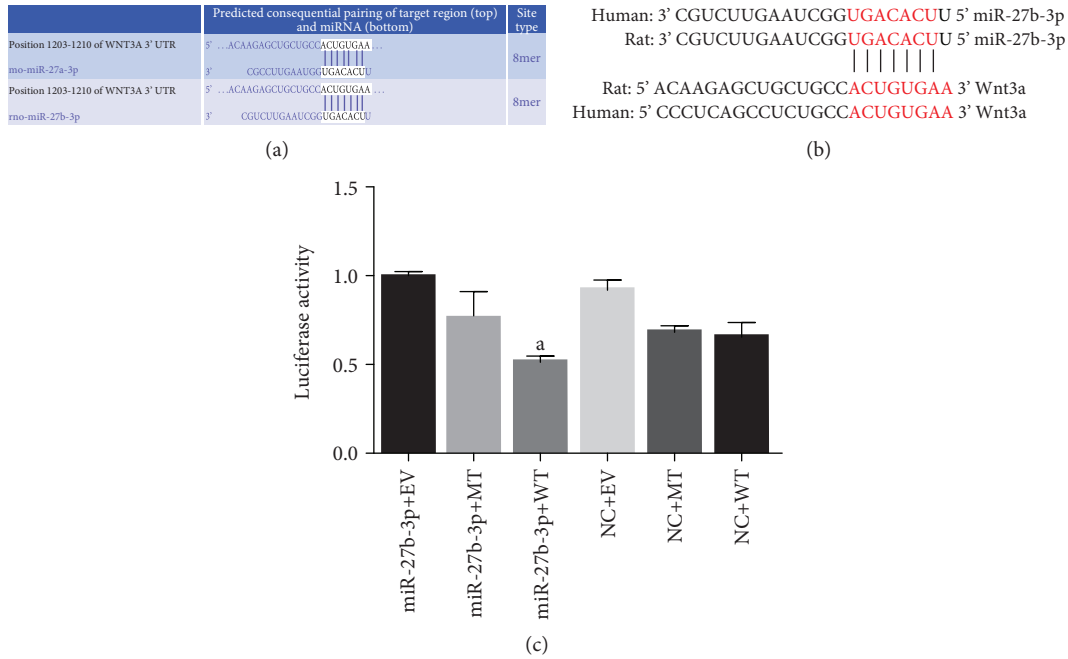 Predicted consequential pairing of target region (top)
and miRNA (bottom)
Site
type
Position 1203-1210 of WNT3A 3' UTR
5' ...ACAAGAGCUGCUGCCACUGUGAA...
rno-miR-27a-3p
3' CGCCUUGAAUGGUGACACUU
8mer
Position 1203-1210 of WNT3A 3' UTR
5' ...ACAAGAGCUGCUGCCACUGUGAA...
rno-miR-27b-3p
3' CGUCUUGAAUCGGUGACACUU
8mer
(a)
Human: 3' CGUCUUGAAUCGGUGACACUU 5' miR-27b-3p
Rat: 3' CGUCUUGAAUCGGUGACACUU 5' miR-27b-3p
Rat: 5' ACAAGAGCUGCUGCCACUGUGAA 3' Wnt3a
Human: 5' CCCUCAGCCUCUGCCACUGUGAA 3' Wnt3a
(b)
Luciferase activity
1.5
1.0
0.5
0.0
a
miR-27b-3p+EV
miR-27b-3p+MT
miR-27b-3p+WT
NC+EV
NC+MT
NC+WT
(c)